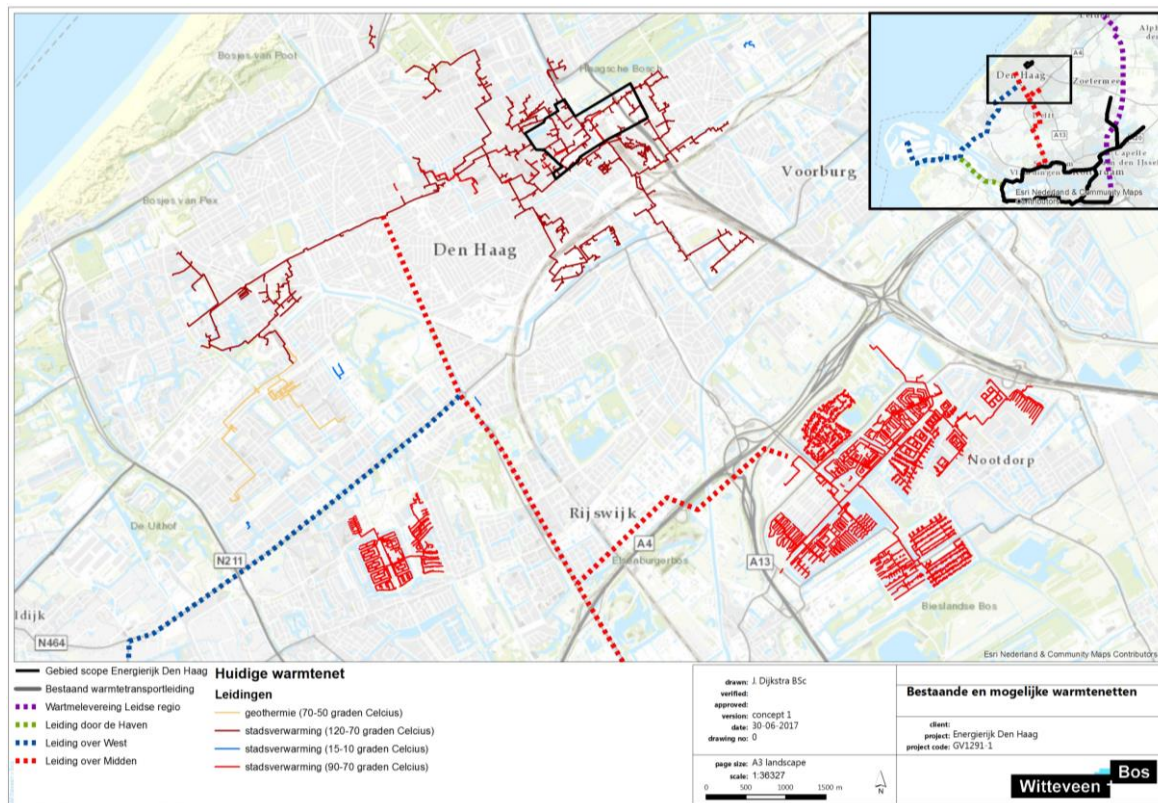 Bosjes van Poot
Haagsche Bosch
Voorburg
Bosjes van Pex
Den Haag
Nootdorp
De Uithof
Rijswijk
N211
A4
Elsenburgerbos
A13
Bieslandse Bos
ldijk
N464
Esri Nederland & Community Maps Contributors
A4
Den Haag
Zoetermeer
A13
Esri Nederland & Community Maps
Contributors
Gebied scope Energierijk Den Haag
Bestaand warmtetransportleiding
Wartmelevering Leidse regio
Leiding door de Haven
Leiding over West
Leiding over Midden
Huidige warmtenet
Leidingen
geothermie (70-50 graden Celcius)
stadsverwarming (120-70 graden Celcius)
stadsverwarming (15-10 graden Celcius)
stadsverwarming (90-70 graden Celcius)
drawn: J. Dijkstra BSc
verified:
approved:
version: concept 1
date: 30-06-2017
drawing no: 0
page size: A3 landscape
scale: 1:36327
0 500 1000 1500 m
N
Bestaande en mogelijke warmtenetten
client:
project: Energierijk Den Haag
project code: GV1291-1
Witteveen + Bos